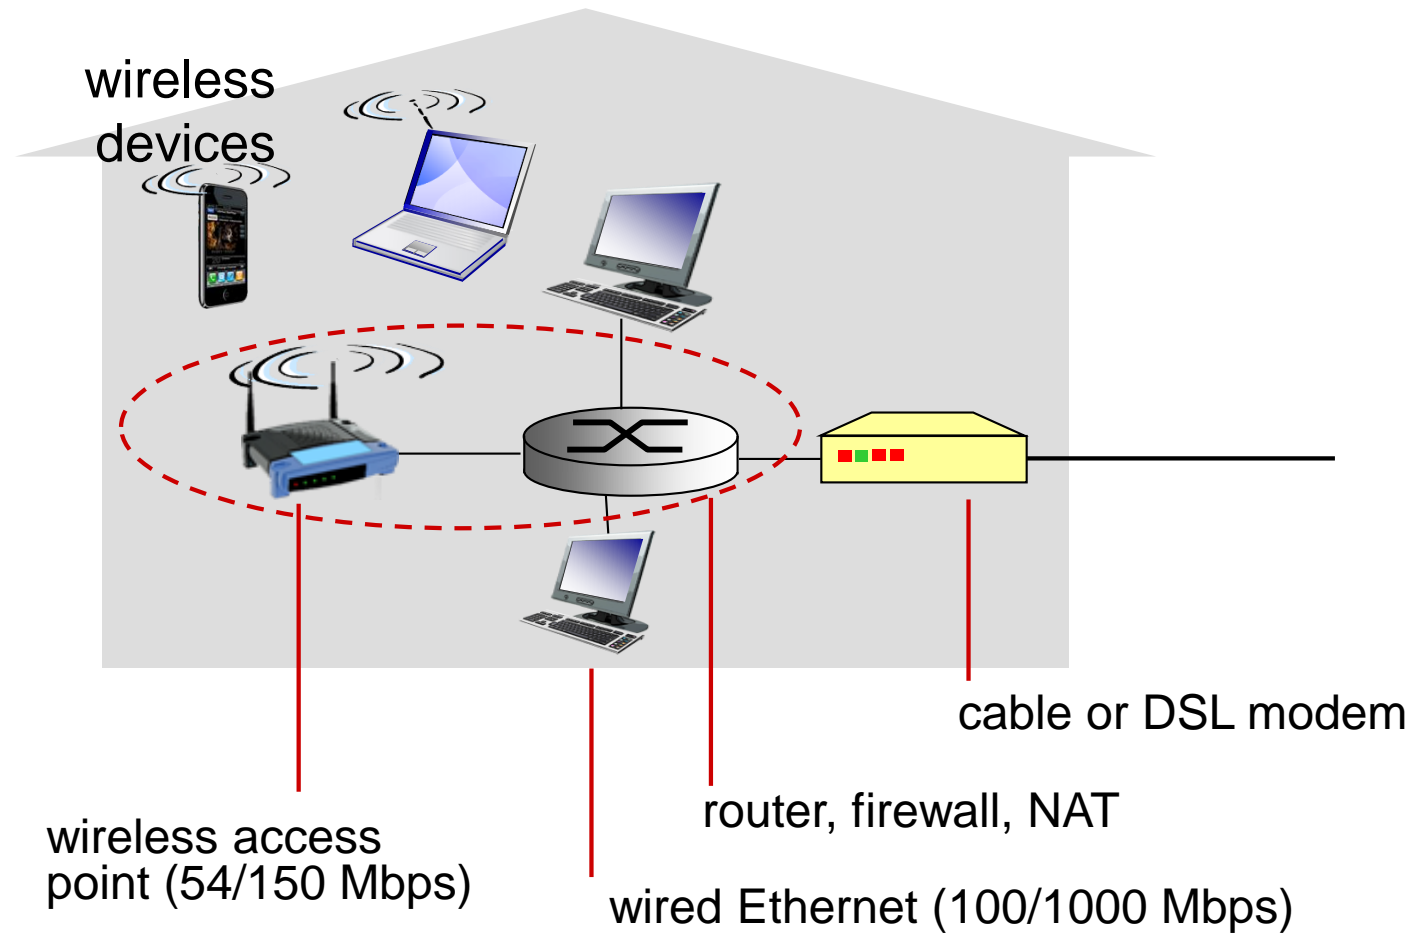 wireless
devices
cable or DSL modem
router, firewall, NAT
wireless access
point (54/150 Mbps)
wired Ethernet (100/1000 Mbps)